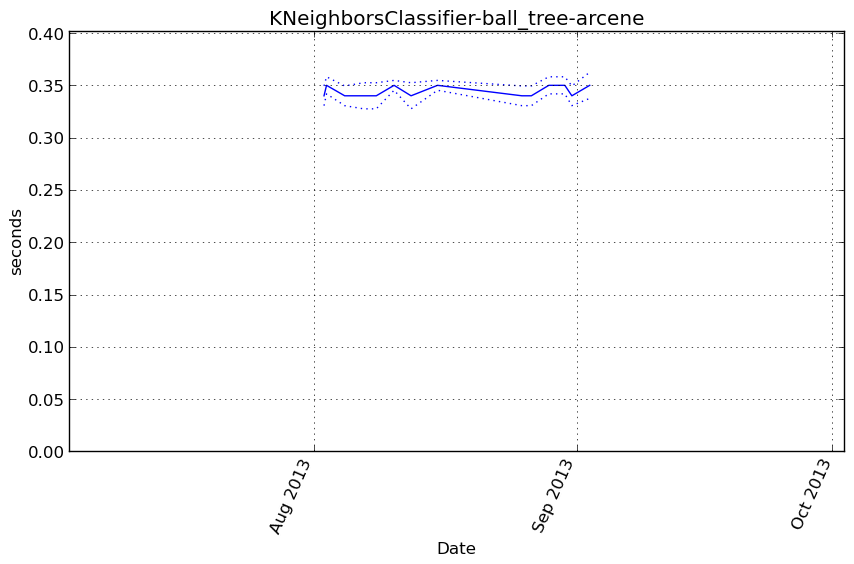 KNeighborsClassifier-ball_tree-arcene
0.40
0.35
0.30
0.25
0.20
0.15
0.10
0.05
0.00
seconds
Aug 2013
Sep 2013
Oct 2013
Date